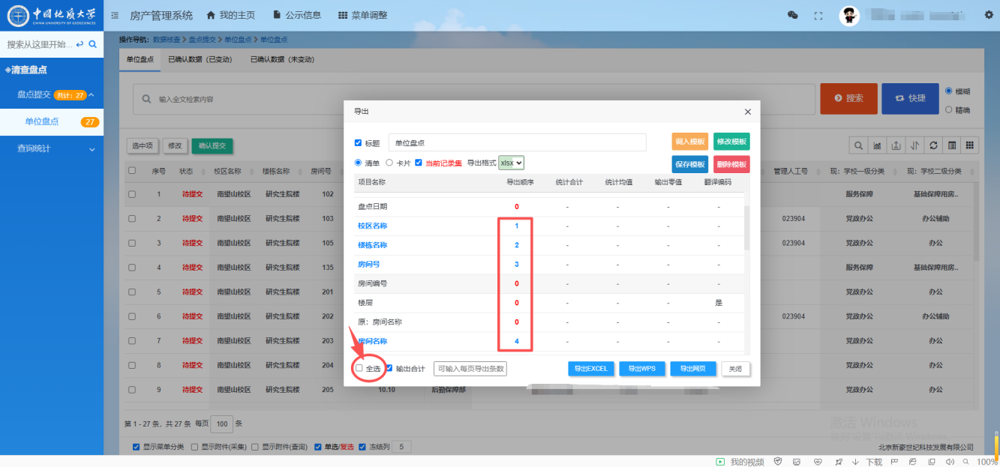 中国地质大学 房产管理系统 我的主页 公示信息 菜单调整
CHINA UNIVERSITY OF GEOSCIENCES
搜索从这里开始...
操作导航: 数据核查 > 盘点提交 > 单位盘点 > 单位盘点
单位盘点 已确认数据（已变动） 已确认数据（未变动）
清查盘点
盘点提交 共计：27
单位盘点 27
查询统计
输入全文检索内容
搜索 快捷 模糊
精确
选中项 修改 确认提交
序号 状态 校区名称 楼栋名称 房间号 管理人工号 现：学校一级分类 现：学校二级分类
1 待提交 南望山校区 研究生院楼 102 服务保障 基础保障用房..
2 待提交 南望山校区 研究生院楼 103 023904 党政办公 办公辅助
3 待提交 南望山校区 研究生院楼 105 023904 党政办公 办公
4 待提交 南望山校区 研究生院楼 135 服务保障 基础保障用房..
5 待提交 南望山校区 研究生院楼 201 党政办公 办公
6 待提交 南望山校区 研究生院楼 202 023904 党政办公 办公辅助
7 待提交 南望山校区 研究生院楼 203 党政办公 办公
8 待提交 南望山校区 研究生院楼 204 党政办公 办公
9 待提交 南望山校区 研究生院楼 205 10.10 后勤保障部 党政办公 办公
导出
标题 单位盘点 调入模板 修改模板
清单 卡片 当前记录集 导出格式 xlsx 保存模板 删除模板
项目名称 导出顺序 统计合计 统计均值 输出零值 翻译编码
盘点日期 0 - - - -
校区名称 1 - - - -
楼栋名称 2 - - - -
房间号 3 - - - -
房间编号 0 - - - -
楼层 0 - - - 是
原：房间名称 0 - - - -
房间名称 4 - - - -
全选 输出合计 可输入每页导出条数 导出EXCEL 导出WPS 导出网页 关闭
第 1 - 27 条，共 27 条 每页 100 条
激活 Windows
显示菜单分类 显示附件(采集) 显示附件(查询) 单选/复选 冻结列 5 北京新豪世纪科技发展有限公司
我的视频 下载 100%